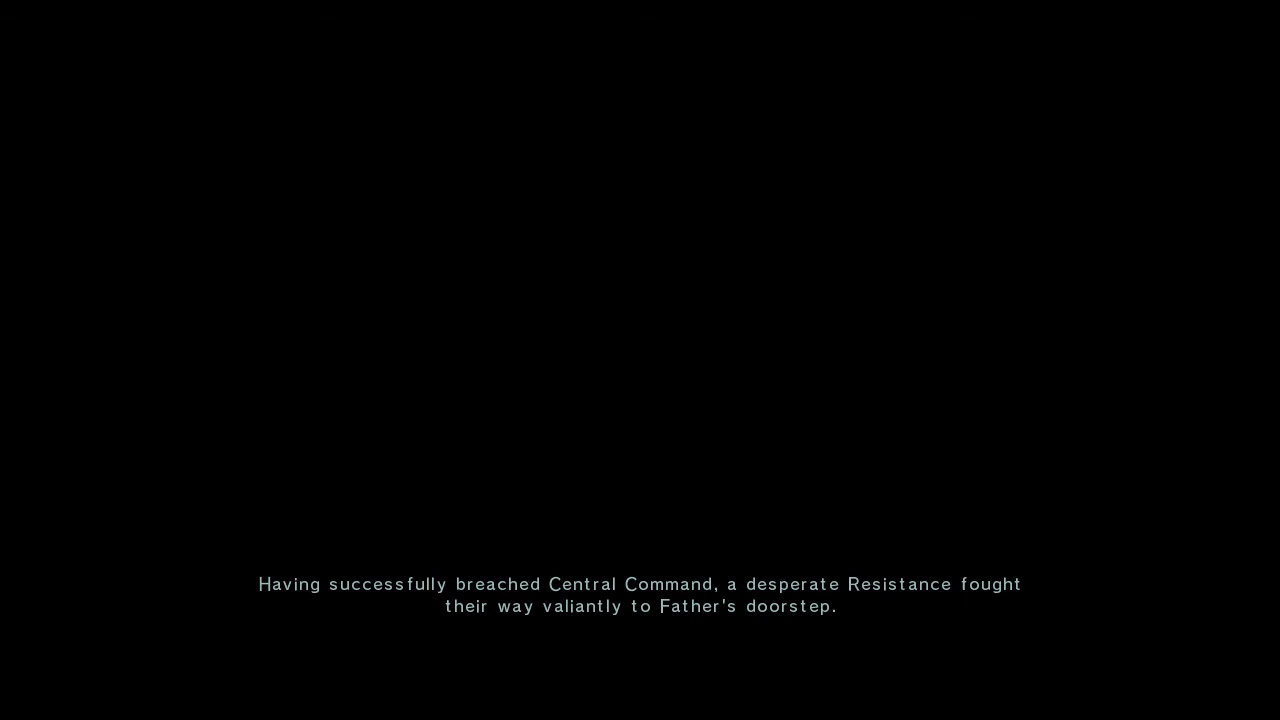 Having successfully breached Central Command, a desperate Resistance fought
their way valiantly to Father's doorstep.